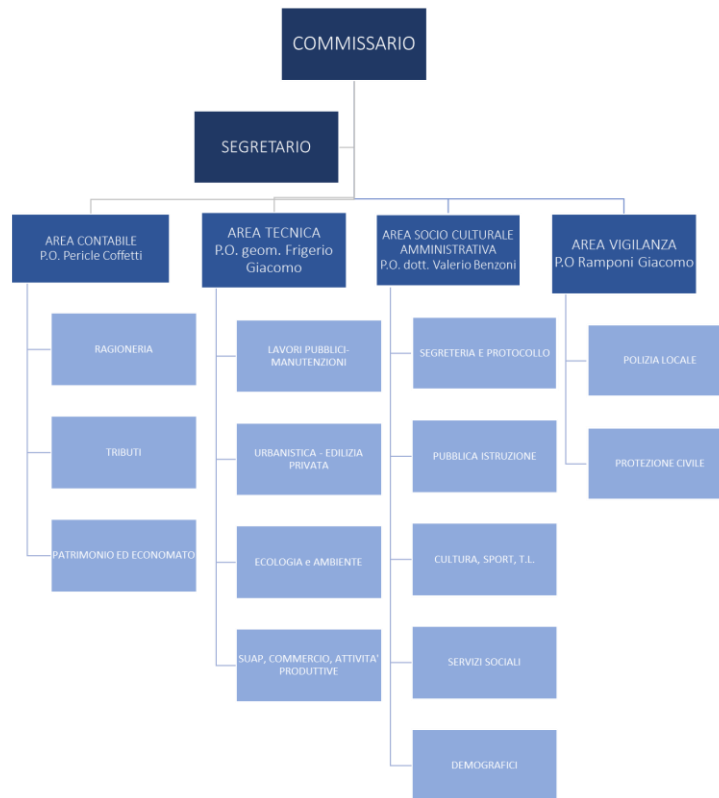 COMMISSARIO
SEGRETARIO
AREA CONTABILE
P.O. Pericle Coffetti
RAGIONERIA
TRIBUTI
PATRIMONIO ED ECONOMATO
AREA TECNICA
P.O. geom. Frigerio
Giacomo
LAVORI PUBBLICI-
MANUTENZIONI
URBANISTICA - EDILIZIA
PRIVATA
ECOLOGIA e AMBIENTE
SUAP, COMMERCIO, ATTIVITA'
PRODUTTIVE
AREA SOCIO CULTURALE
AMMINISTRATIVA
P.O. dott. Valerio Benzoni
SEGRETERIA E PROTOCOLLO
PUBBLICA ISTRUZIONE
CULTURA, SPORT, T.L.
SERVIZI SOCIALI
DEMOGRAFICI
AREA VIGILANZA
P.O Ramponi Giacomo
POLIZIA LOCALE
PROTEZIONE CIVILE